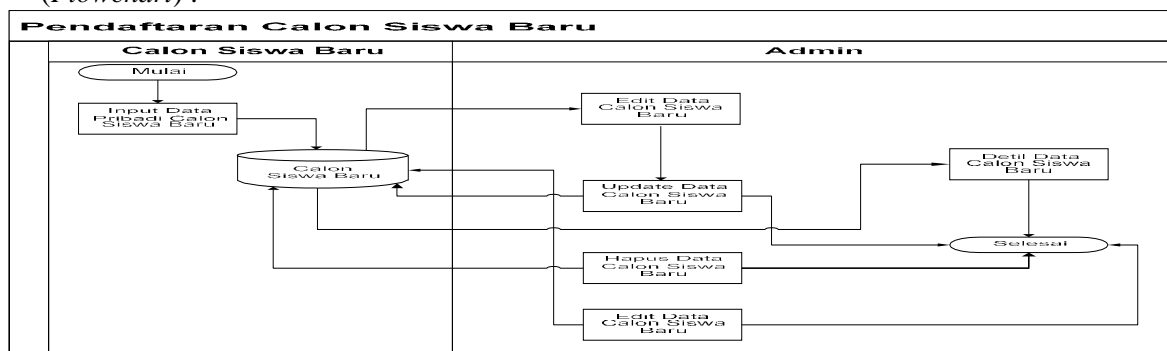 (Flowchart) :
Pendaftaran Calon Siswa Baru
Calon Siswa Baru
Admin
Mulai
Input Data
Pribadi Calon
Siswa Baru
Edit Data
Calon Siswa
Baru
Calon
Siswa Baru
Detil Data
Calon Siswa
Baru
Update Data
Calon Siswa
Baru
Selesai
Hapus Data
Calon Siswa
Baru
Edit Data
Calon Siswa
Baru